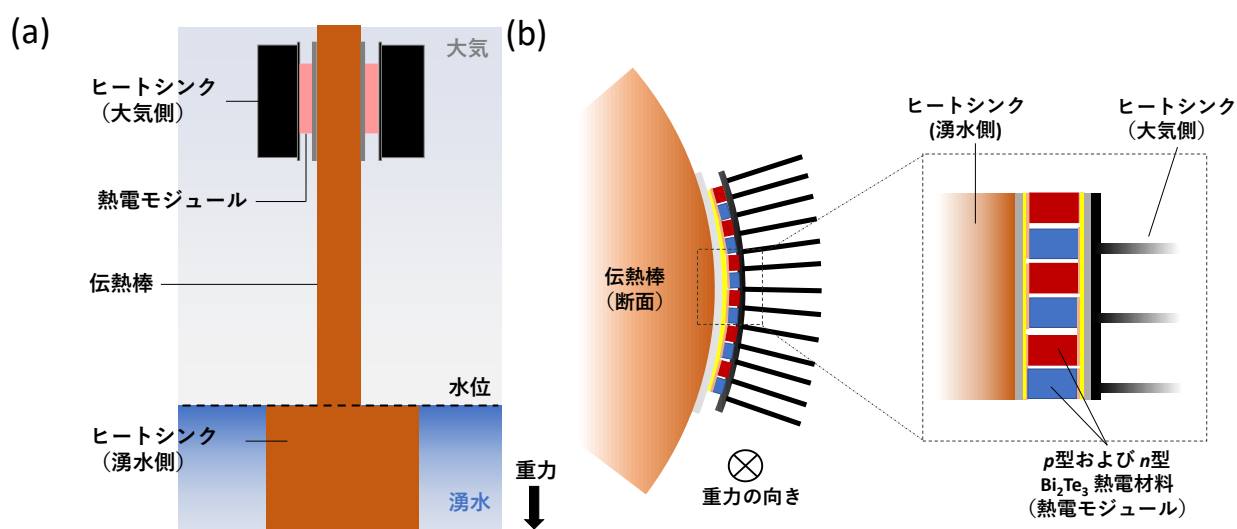 (a)
大気
ヒートシンク
（大気側）
熱電モジュール
伝熱棒
水位
ヒートシンク
（湧水側）
湧水
重力
(b)
伝熱棒
（断面）
重力の向き
ヒートシンク
(湧水側)
ヒートシンク
（大気側）
p型および n型
Bi₂Te₃ 熱電材料
（熱電モジュール）